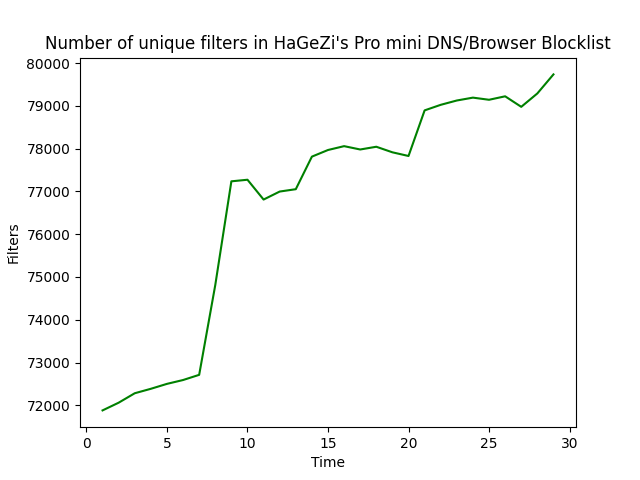 Number of unique filters in HaGeZi's Pro mini DNS/Browser Blocklist
80000
79000
78000
77000
76000
75000
74000
73000
72000
Filters
0 5 10 15 20 25 30
Time